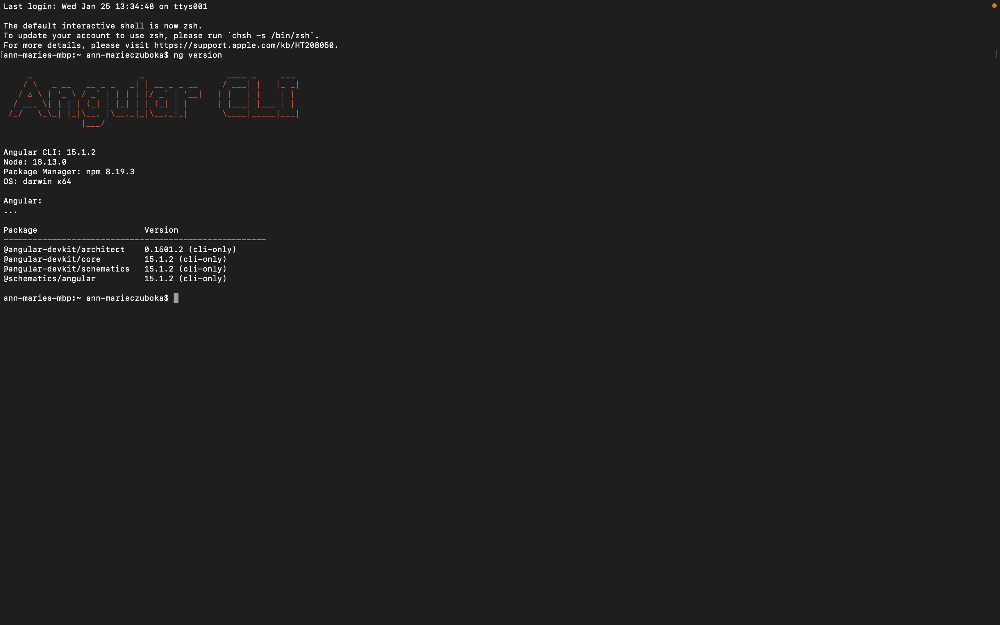 Last login: Wed Jan 25 13:34:48 on ttys001

The default interactive shell is now zsh.
To update your account to use zsh, please run `chsh -s /bin/zsh`.
For more details, please visit https://support.apple.com/kb/HT208050.
[ann-maries-mbp:~ ann-marieczuboka$ ng version ]

     _                      _                 ____ _     ___
    / \   _ __   __ _ _   _| | __ _ _ __     / ___| |   |_ _|
   / △ \ | '_ \ / _` | | | | |/ _` | '__|   | |   | |    | |
  / ___ \| | | | (_| | |_| | | (_| | |      | |___| |___ | |
 /_/   \_\_| |_|\__, |\__,_|_|\__,_|_|       \____|_____|___|
                |___/

Angular CLI: 15.1.2
Node: 18.13.0
Package Manager: npm 8.19.3
OS: darwin x64

Angular:
...

Package                      Version
------------------------------------------------------
@angular-devkit/architect    0.1501.2 (cli-only)
@angular-devkit/core         15.1.2 (cli-only)
@angular-devkit/schematics   15.1.2 (cli-only)
@schematics/angular          15.1.2 (cli-only)

ann-maries-mbp:~ ann-marieczuboka$